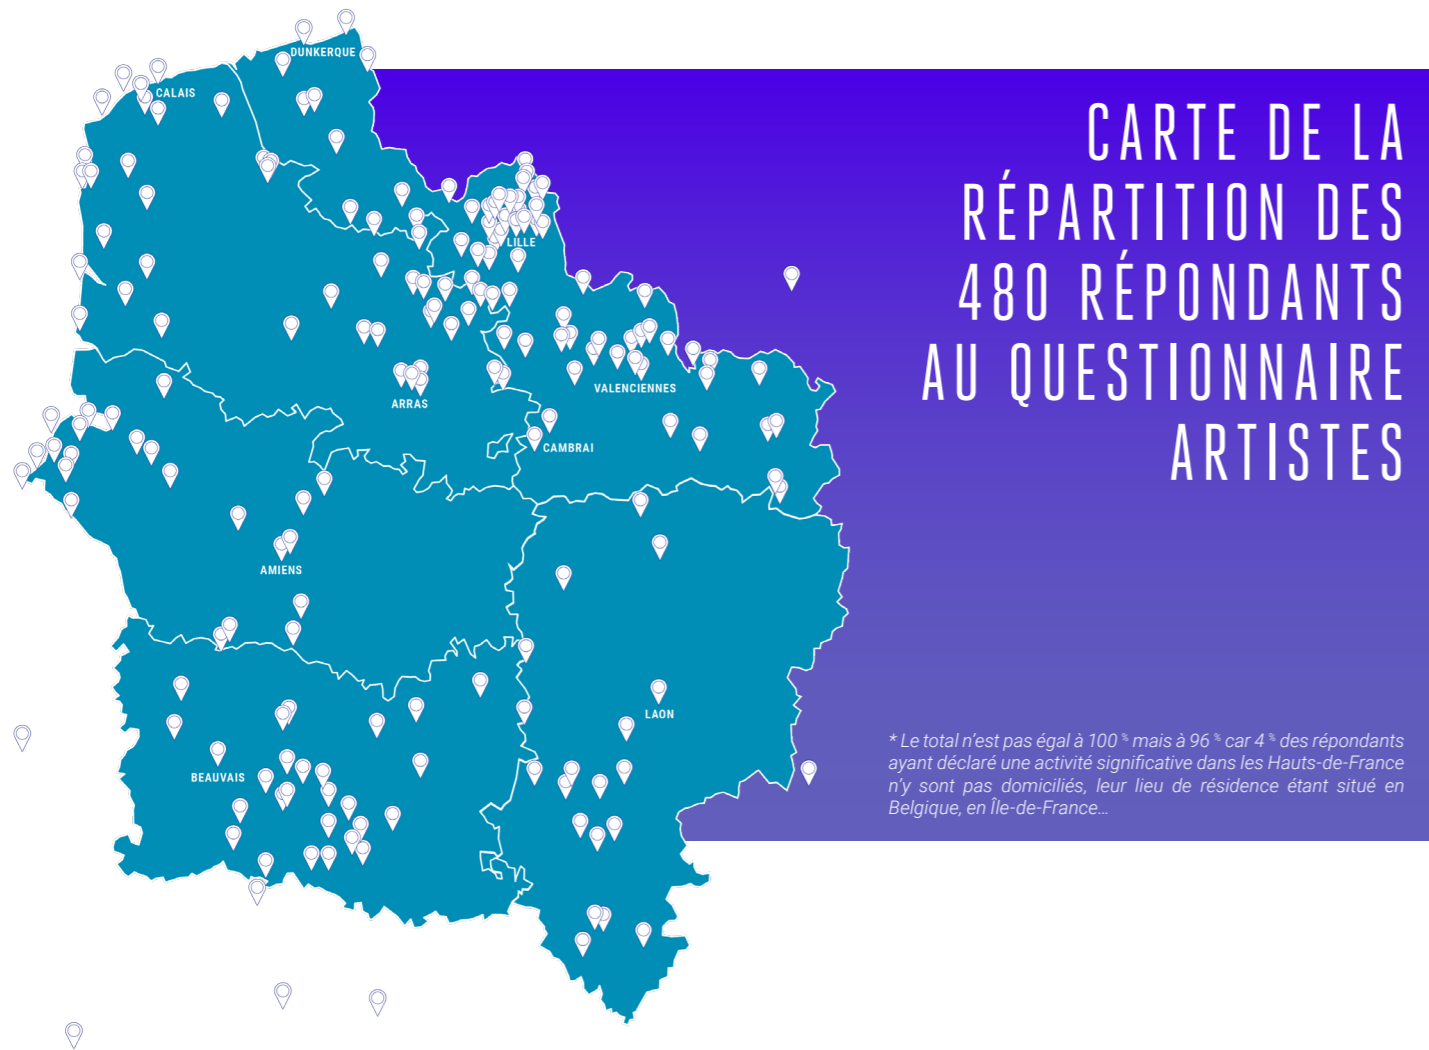 DUNKERQUE
CALAIS
CARTE DE LA
RÉPARTITION DES
480 RÉPONDANTS
AU QUESTIONNAIRE
ARTISTES
LILLE
VALENCIENNES
ARRAS
CAMBRAI
AMIENS
LAON
BEAUVAIS
* Le total n’est pas égal à 100 % mais à 96 % car 4 % des répondants
ayant déclaré une activité significative dans les Hauts-de-France
n’y sont pas domiciliés, leur lieu de résidence étant situé en
Belgique, en Île-de-France…